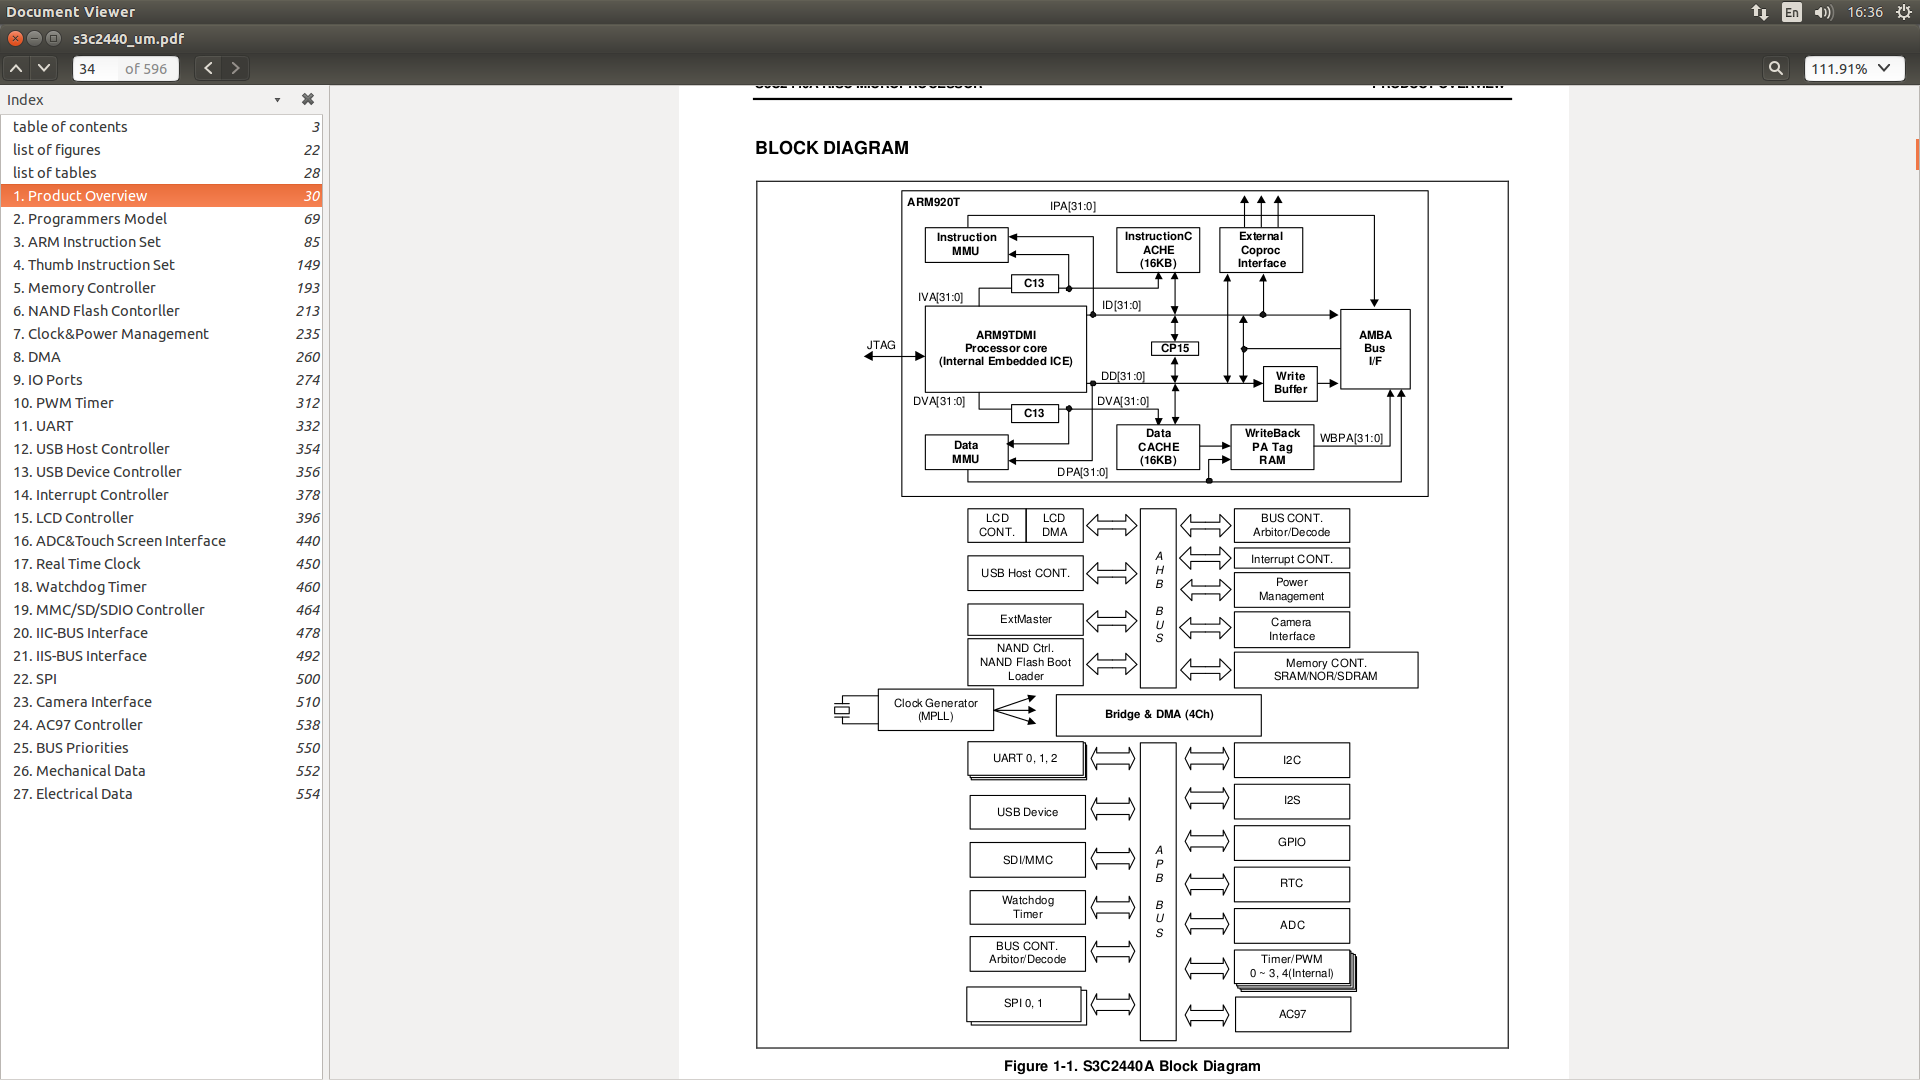 Document Viewer
En
16:36
s3c2440_um.pdf
34 of 596
111.91%
Index
table of contents 3
list of figures 22
list of tables 28
1. Product Overview 30
2. Programmers Model 69
3. ARM Instruction Set 85
4. Thumb Instruction Set 149
5. Memory Controller 193
6. NAND Flash Contorller 213
7. Clock&Power Management 235
8. DMA 260
9. IO Ports 274
10. PWM Timer 312
11. UART 332
12. USB Host Controller 354
13. USB Device Controller 356
14. Interrupt Controller 378
15. LCD Controller 396
16. ADC&Touch Screen Interface 440
17. Real Time Clock 450
18. Watchdog Timer 460
19. MMC/SD/SDIO Controller 464
20. IIC-BUS Interface 478
21. IIS-BUS Interface 492
22. SPI 500
23. Camera Interface 510
24. AC97 Controller 538
25. BUS Priorities 550
26. Mechanical Data 552
27. Electrical Data 554
S3C2440A RISC MICROPROCESSOR
PRODUCT OVERVIEW
BLOCK DIAGRAM
ARM920T
IPA[31:0]
Instruction
MMU
InstructionC
ACHE
(16KB)
External
Coproc
Interface
C13
IVA[31:0]
ID[31:0]
ARM9TDMI
Processor core
(Internal Embedded ICE)
JTAG
CP15
AMBA
Bus
I/F
DD[31:0]
Write
Buffer
DVA[31:0]
C13
DVA[31:0]
Data
MMU
Data
CACHE
(16KB)
WriteBack
PA Tag
RAM
WBPA[31:0]
DPA[31:0]
LCD
CONT.
LCD
DMA
USB Host CONT.
ExtMaster
NAND Ctrl.
NAND Flash Boot
Loader
A
H
B
B
U
S
BUS CONT.
Arbitor/Decode
Interrupt CONT.
Power
Management
Camera
Interface
Memory CONT.
SRAM/NOR/SDRAM
Clock Generator
(MPLL)
Bridge & DMA (4Ch)
UART 0, 1, 2
USB Device
SDI/MMC
Watchdog
Timer
BUS CONT.
Arbitor/Decode
SPI 0, 1
A
P
B
B
U
S
I2C
I2S
GPIO
RTC
ADC
Timer/PWM
0 ~ 3, 4(Internal)
AC97
Figure 1-1. S3C2440A Block Diagram